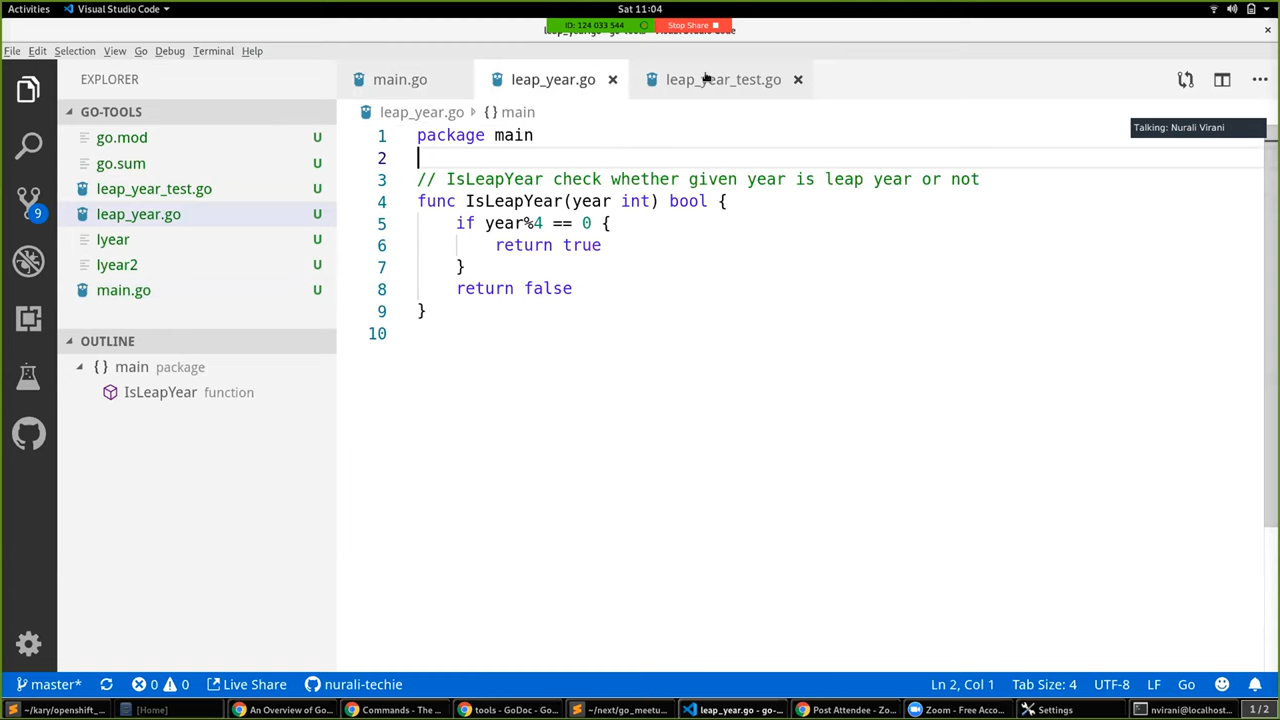 Activities Visual Studio Code Sat 11:04
ID: 124 033 544 Stop Share
File Edit Selection View Go Debug Terminal Help
EXPLORER main.go leap_year.go leap_year_test.go
GO-TOOLS leap_year.go {} main
Talking: Nurali Virani
go.mod U
go.sum U
leap_year_test.go U
leap_year.go U
lyear U
lyear2 U
main.go U
9
OUTLINE
{} main package
IsLeapYear function
1 package main
2
3 // IsLeapYear check whether given year is leap year or not
4 func IsLeapYear(year int) bool {
5 if year%4 == 0 {
6 return true
7 }
8 return false
9 }
10
master* 0 0 Live Share nurali-techie Ln 2, Col 1 Tab Size: 4 UTF-8 LF Go
~/kary/openshift_... [Home] An Overview of Go... Commands - The ... tools - GoDoc - Go... ~/next/go_meetu... leap_year.go - go-... Post Attendee - Zo... Zoom - Free Acco... Settings nvirani@localhost... 1 / 2